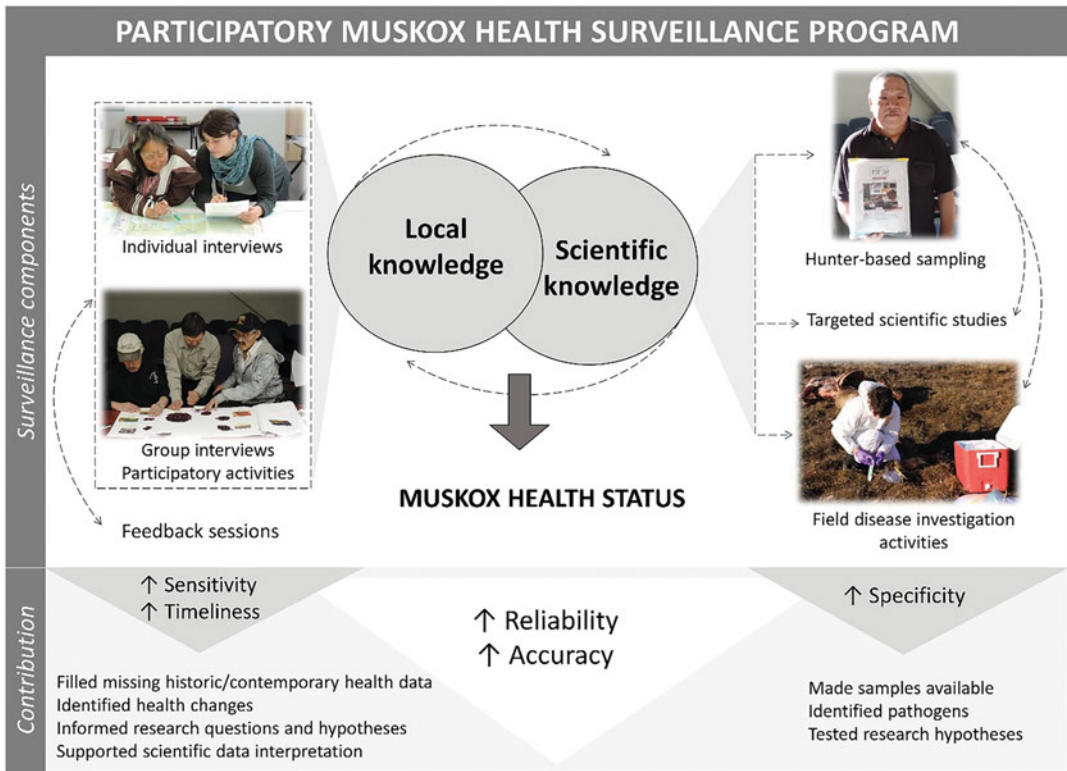 PARTICIPATORY MUSKOX HEALTH SURVEILLANCE PROGRAM
Surveillance components
Individual interviews
Group interviews
Participatory activities
Feedback sessions
Local
knowledge
Scientific
knowledge
MUSKOX HEALTH STATUS
Hunter-based sampling
Targeted scientific studies
Field disease investigation
activities
Contribution
↑ Sensitivity
↑ Timeliness
Filled missing historic/contemporary health data
Identified health changes
Informed research questions and hypotheses
Supported scientific data interpretation
↑ Reliability
↑ Accuracy
↑ Specificity
Made samples available
Identified pathogens
Tested research hypotheses